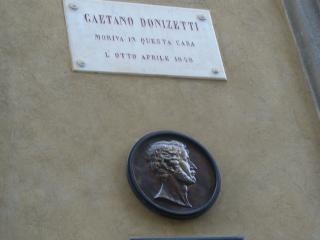 GAETANO DONIZETTI
MORIVA IN QUESTA CASA
L OTTO APRILE 1848